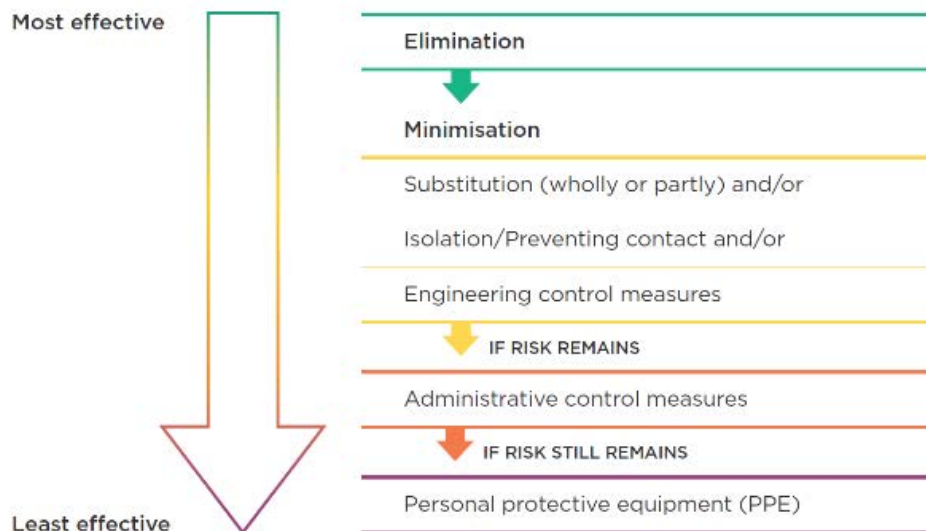 Most effective
Elimination
Minimisation
Substitution (wholly or partly) and/or
Isolation/Preventing contact and/or
Engineering control measures
IF RISK REMAINS
Administrative control measures
IF RISK STILL REMAINS
Personal protective equipment (PPE)
Least effective